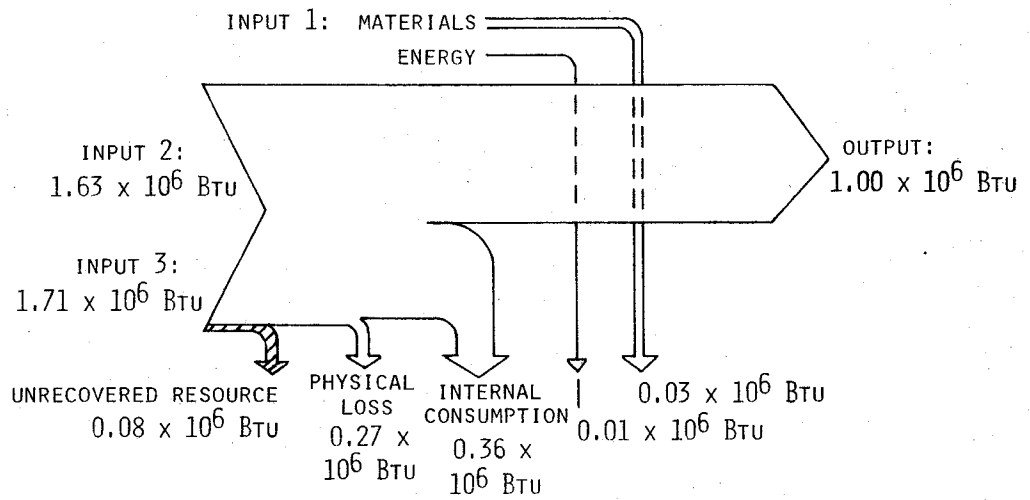 INPUT 1: MATERIALS
ENERGY
INPUT 2:
1.63 x 10⁶ BTU
OUTPUT:
1.00 x 10⁶ BTU
INPUT 3:
1.71 x 10⁶ BTU
UNRECOVERED RESOURCE
0.08 x 10⁶ BTU
PHYSICAL
LOSS
0.27 x
10⁶ BTU
INTERNAL
CONSUMPTION
0.36 x
10⁶ BTU
0.03 x 10⁶ BTU
0.01 x 10⁶ BTU